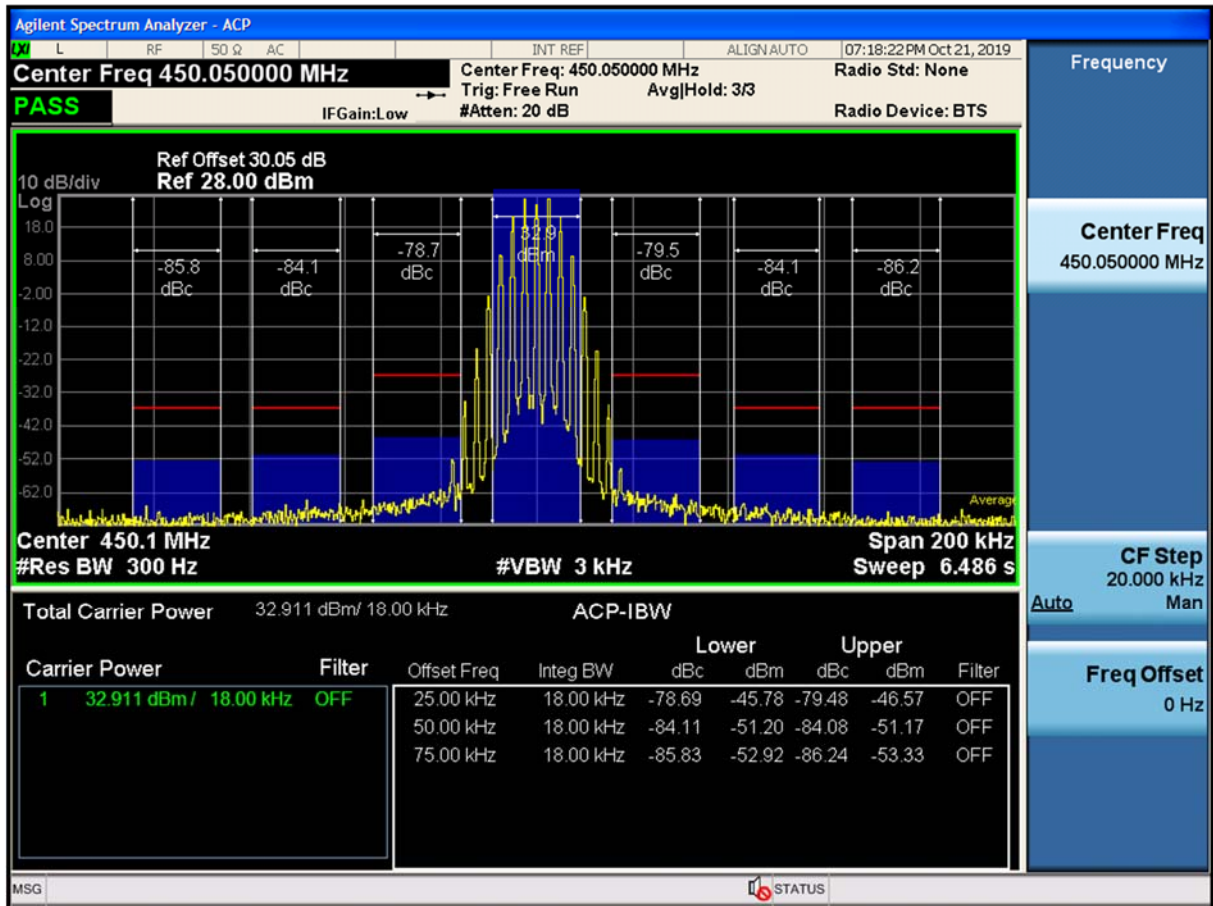 Agilent Spectrum Analyzer - ACP
LXI L RF 50 Ω AC INT REF ALIGN AUTO 07:18:22 PM Oct 21, 2019
Center Freq 450.050000 MHz
Center Freq: 450.050000 MHz
Radio Std: None
Trig: Free Run Avg|Hold: 3/3
PASS
IFGain:Low
#Atten: 20 dB
Radio Device: BTS
Ref Offset 30.05 dB
10 dB/div Ref 28.00 dBm
Log
18.0
8.00
-2.00
-12.0
-22.0
-32.0
-42.0
-52.0
-62.0
-85.8 dBc
-84.1 dBc
-78.7 dBc
32.9 dBm
-79.5 dBc
-84.1 dBc
-86.2 dBc
Average
Center 450.1 MHz Span 200 kHz
#Res BW 300 Hz #VBW 3 kHz Sweep 6.486 s
Total Carrier Power 32.911 dBm/ 18.00 kHz ACP-IBW
Lower Upper
Carrier Power Filter Offset Freq Integ BW dBc dBm dBc dBm Filter
1 32.911 dBm / 18.00 kHz OFF 25.00 kHz 18.00 kHz -78.69 -45.78 -79.48 -46.57 OFF
50.00 kHz 18.00 kHz -84.11 -51.20 -84.08 -51.17 OFF
75.00 kHz 18.00 kHz -85.83 -52.92 -86.24 -53.33 OFF
Frequency
Center Freq
450.050000 MHz
CF Step
20.000 kHz
Auto Man
Freq Offset
0 Hz
MSG STATUS